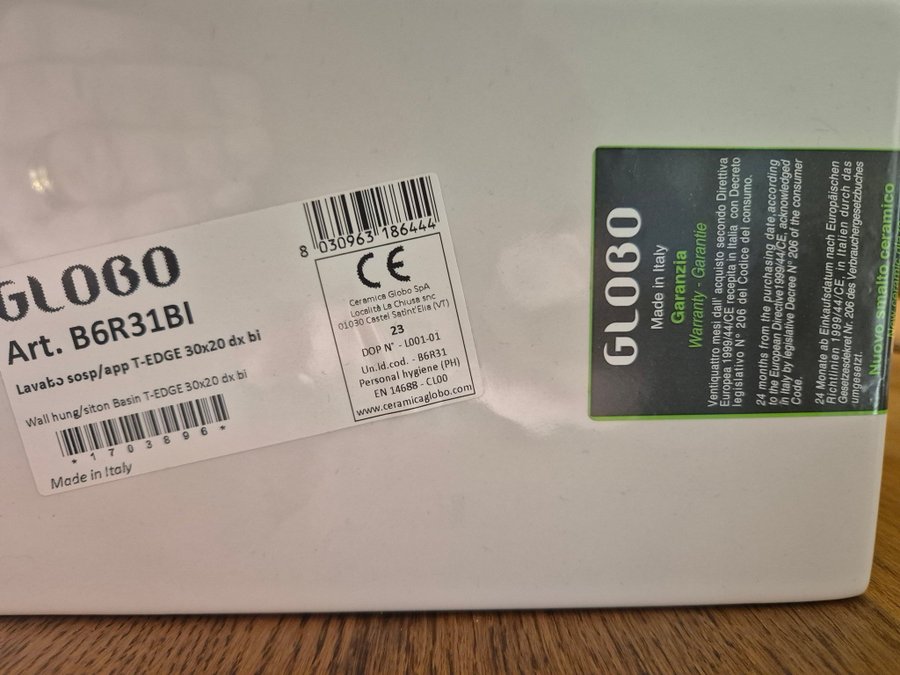 GLOBO
Art. B6R31BI
Lavabo sosp/app T-EDGE 30x20 dx bi
Wall hung/siton Basin T-EDGE 30x20 dx bi
*1703896*
Made in Italy
8 030963 186444
CE
Ceramica Globo SpA
Località La Chiusa snc
01030 Castel Satint'Elia (VT)
23
DOP N° - L001-01
Un.Id.cod. - B6R31
Personal hygiene (PH)
EN 14688 - CL00
www.ceramicaglobo.com
GLOBO
Made in Italy
Garanzia
Warranty - Garantie
Ventiquattro mesi dall' acquisto secondo Direttiva
Europea 1999/44/CE recepita in Italia con Decreto
legislativo N° 206 del Codice del consumo.
24 months from the purchasing date according
to the European Directive1999/44/CE, acknowledged
in Italy by legislative Decree N° 206 of the consumer
Code.
24 Monate ab Einkaufsdatum nach Europäischen
Richtlinien 1999/44/CE in Italien durch das
Gesetzesdekret Nr. 206 des Verbrauchergesetzbuches
umgesetzt.
Nuovo smalto ceramico